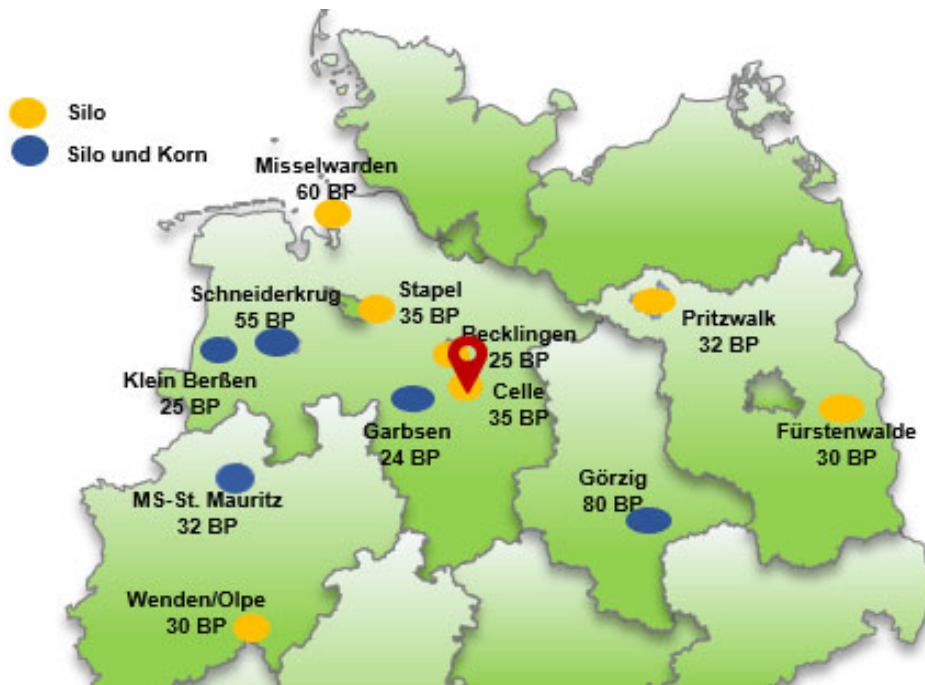 Silo
Silo und Korn
Misselwarden
60 BP
Schneiderkrug
55 BP
Stapel
35 BP
Becklingen
25 BP
Pritzwalk
32 BP
Klein Berßen
25 BP
Celle
35 BP
Garbsen
24 BP
Fürstenwalde
30 BP
MS-St. Mauritz
32 BP
Görzig
80 BP
Wenden/Olpe
30 BP